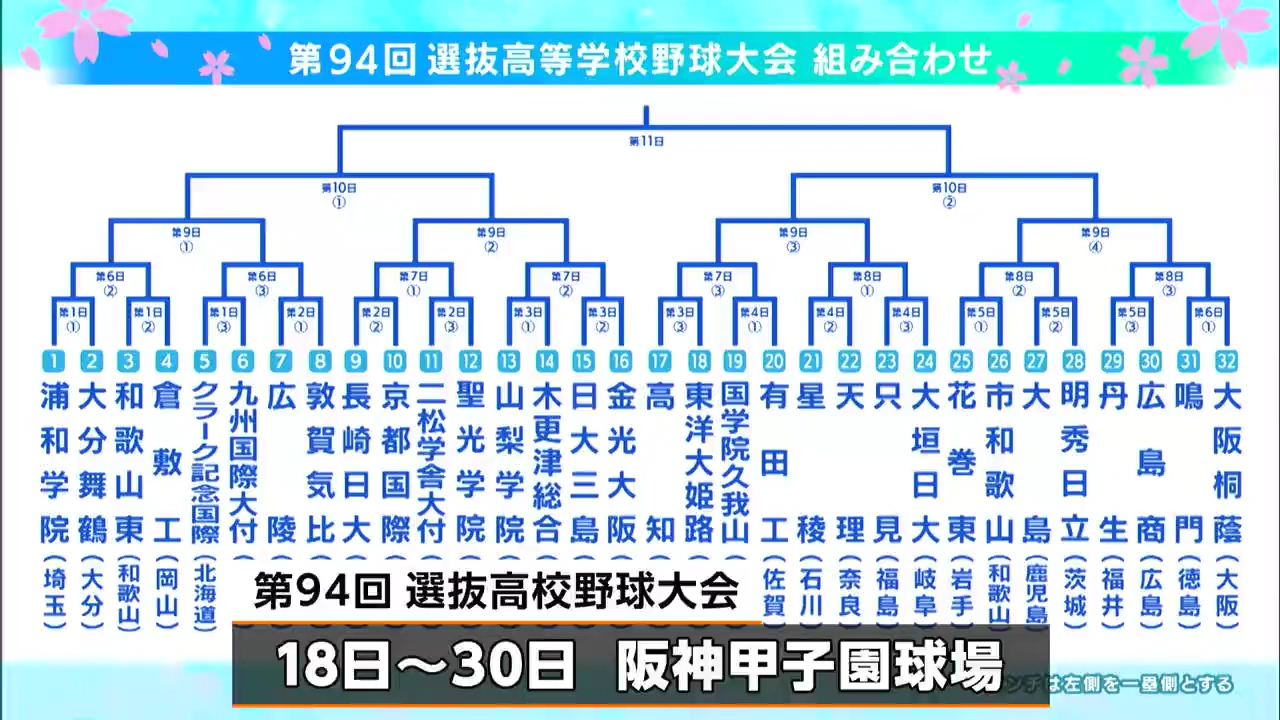 第94回 選抜高等学校野球大会 組み合わせ
第11日
第10日 ① 第10日 ②
第9日 ① 第9日 ② 第9日 ③ 第9日 ④
第6日 ② 第6日 ③ 第7日 ① 第7日 ② 第7日 ③ 第8日 ① 第8日 ② 第8日 ③
第1日 ① 第1日 ② 第1日 ③ 第2日 ① 第2日 ② 第2日 ③ 第3日 ① 第3日 ② 第3日 ③ 第4日 ① 第4日 ② 第4日 ③ 第5日 ① 第5日 ② 第5日 ③ 第6日 ①
1 浦和学院（埼玉）
2 大分舞鶴（大分）
3 和歌山東（和歌山）
4 倉敷工（岡山）
5 クラーク記念国際（北海道）
6 九州国際大付
7 広陵
8 敦賀気比
9 長崎日大
10 京都国際
11 二松学舎大付
12 聖光学院
13 山梨学院
14 木更津総合
15 日大三島
16 金光大阪
17 高知
18 東洋大姫路
19 国学院久我山
20 有田工（佐賀）
21 星稜（石川）
22 天理（奈良）
23 只見（福島）
24 大垣日大（岐阜）
25 花巻東（岩手）
26 市和歌山（和歌山）
27 大島（鹿児島）
28 明秀日立（茨城）
29 丹生（福井）
30 広島商（広島）
31 鳴門（徳島）
32 大阪桐蔭（大阪）
第94回 選抜高校野球大会
18日～30日 阪神甲子園球場
ンチは左側を一塁側とする